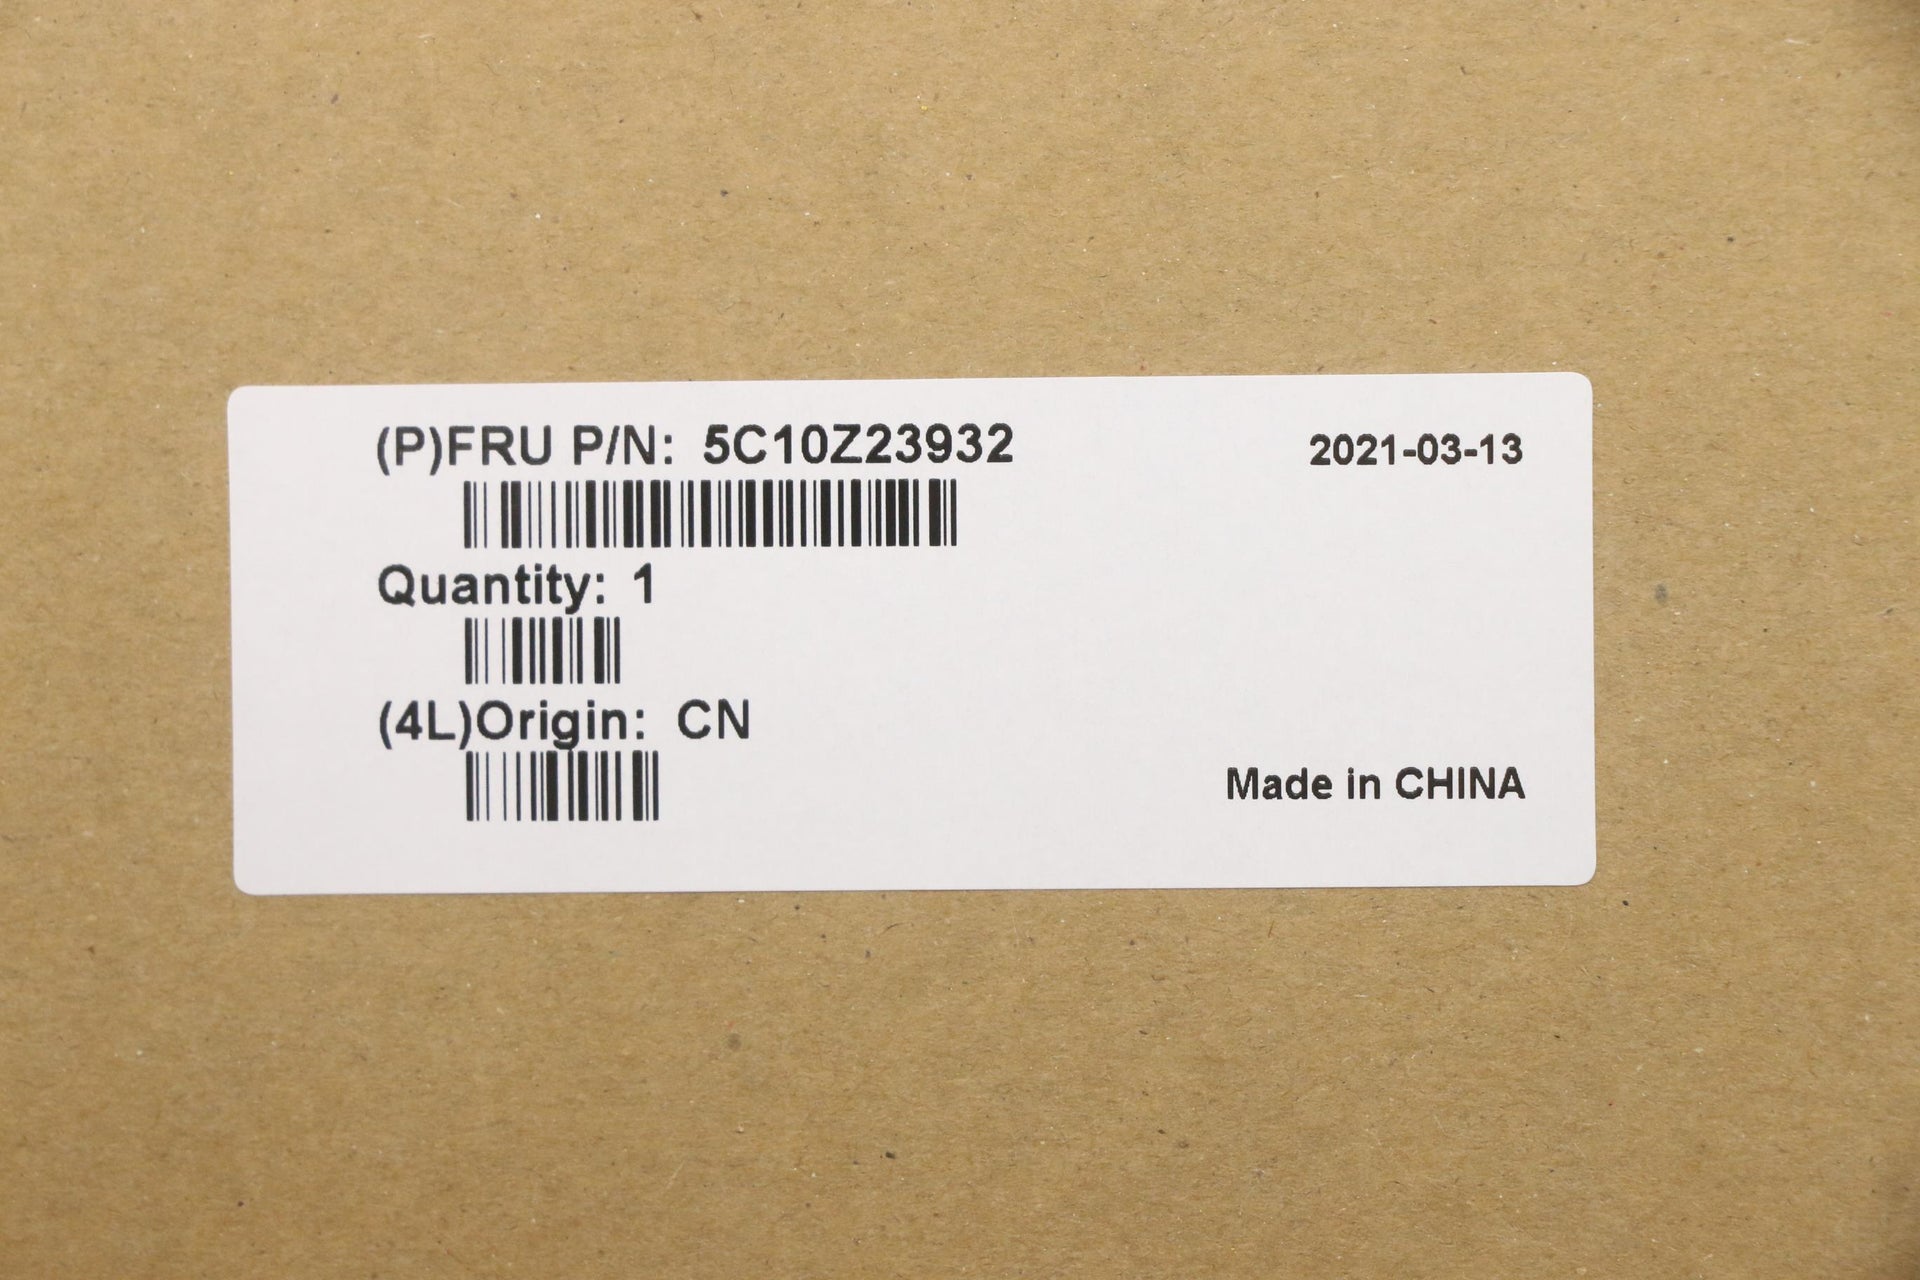 (P)FRU P/N: 5C10Z23932
2021-03-13
Quantity: 1
(4L)Origin: CN
Made in CHINA